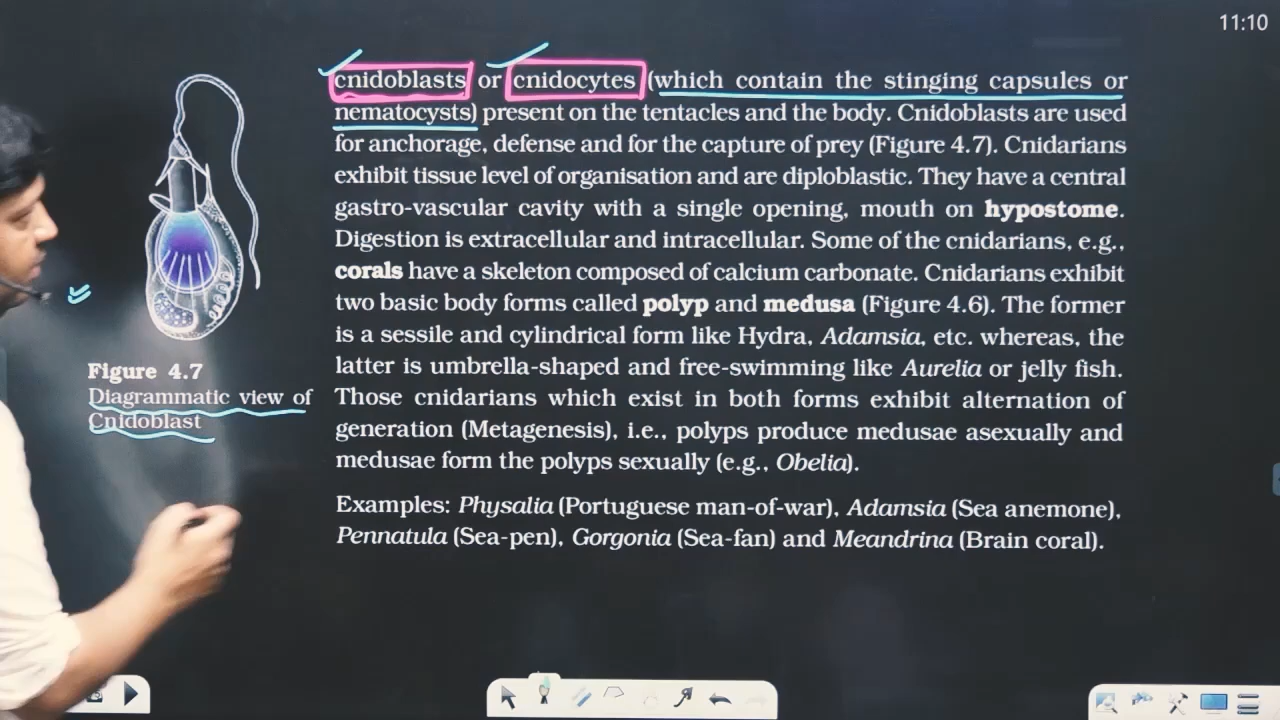 11:10
cnidoblasts or cnidocytes (which contain the stinging capsules or
nematocysts) present on the tentacles and the body. Cnidoblasts are used
for anchorage, defense and for the capture of prey (Figure 4.7). Cnidarians
exhibit tissue level of organisation and are diploblastic. They have a central
gastro-vascular cavity with a single opening, mouth on hypostome.
Digestion is extracellular and intracellular. Some of the cnidarians, e.g.,
corals have a skeleton composed of calcium carbonate. Cnidarians exhibit
two basic body forms called polyp and medusa (Figure 4.6). The former
is a sessile and cylindrical form like Hydra, Adamsia, etc. whereas, the
latter is umbrella-shaped and free-swimming like Aurelia or jelly fish.
Those cnidarians which exist in both forms exhibit alternation of
generation (Metagenesis), i.e., polyps produce medusae asexually and
medusae form the polyps sexually (e.g., Obelia).
Examples: Physalia (Portuguese man-of-war), Adamsia (Sea anemone),
Pennatula (Sea-pen), Gorgonia (Sea-fan) and Meandrina (Brain coral).
Figure 4.7
Diagrammatic view of
Cnidoblast